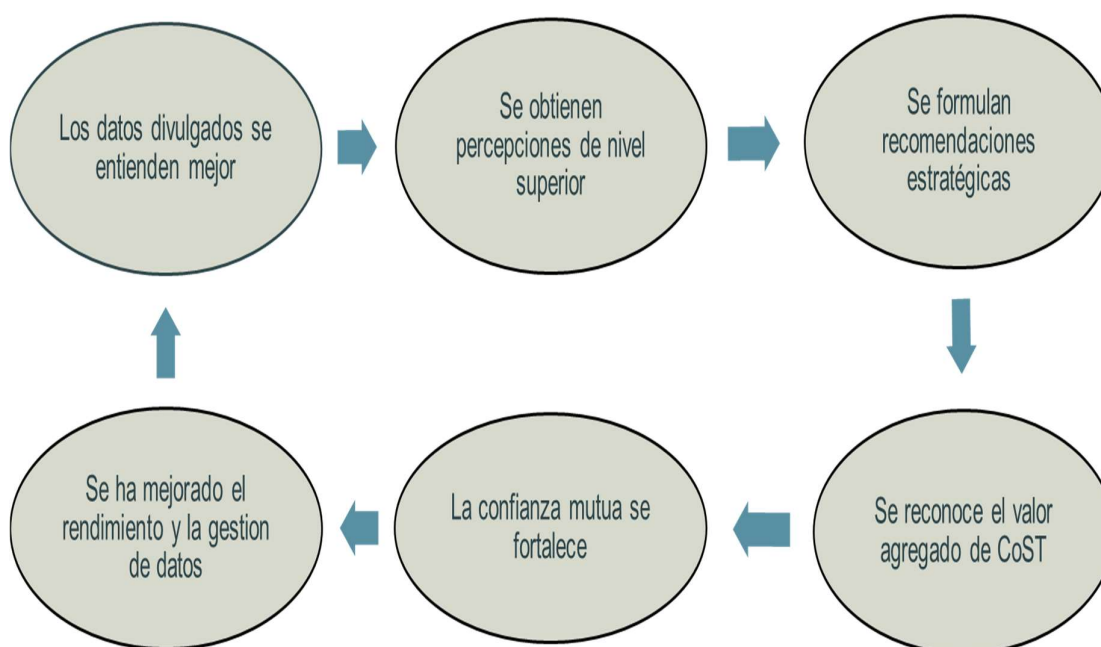 Los datos divulgados se
entienden mejor
Se obtienen
percepciones de nivel
superior
Se formulan
recomendaciones
estratégicas
Se reconoce el valor
agregado de CoST
La confianza mutua se
fortalece
Se ha mejorado el
rendimiento y la gestion
de datos